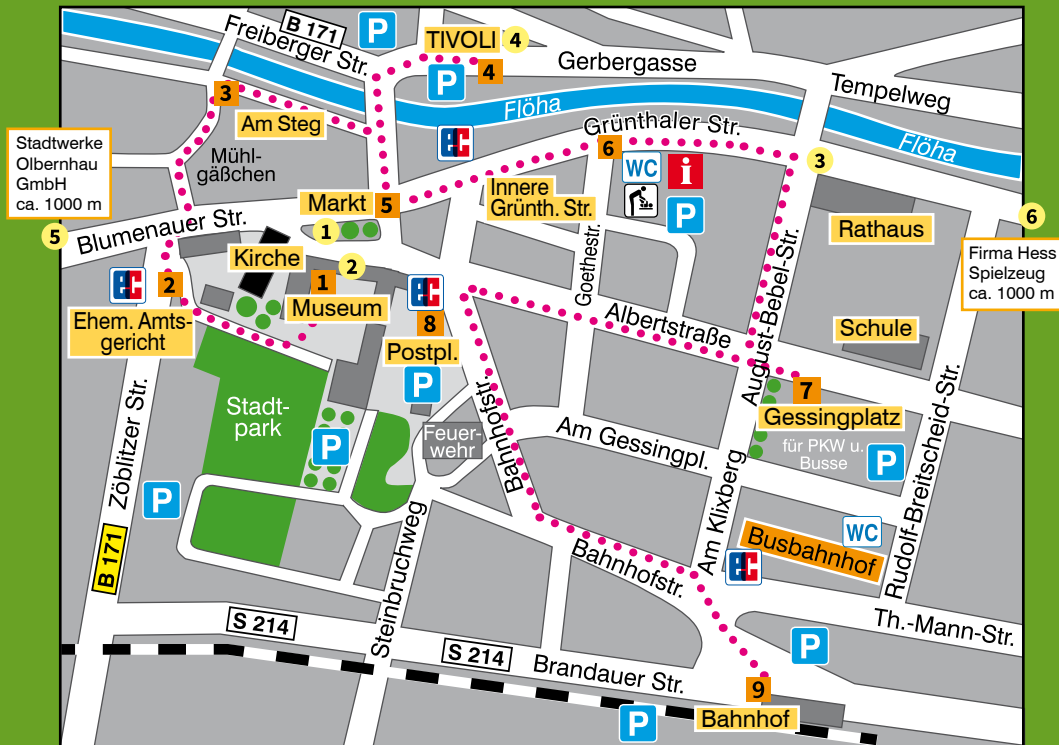 B 171
Freiberger Str.
P
TIVOLI
4
4
P
Gerbergasse
Tempelweg
3
Am Steg
Flöha
Flöha
Grünthaler Str.
Stadtwerke
Olbernhau
GmbH
ca. 1000 m
5
Mühl-
gäßchen
ec
6
WC
i
P
3
Markt
5
1
Innere
Grünth. Str.
Blumenauer Str.
Rathaus
6
Firma Hess
Spielzeug
ca. 1000 m
Kirche
2
ec
2
1
Museum
ec
8
Postpl.
P
Goethestr.
August-Bebel-Str.
Albertstraße
Schule
Ehem. Amts-
gericht
7
Gessingplatz
für PKW u.
Busse
P
Stadt-
park
P
Feuer-
wehr
Bahnhofstr.
Am Gessingpl.
Zöblitzer Str.
P
Am Klixberg
Rudolf-Breitscheid-Str.
WC
Busbahnhof
ec
B 171
Steinbruchweg
Bahnhofstr.
Th.-Mann-Str.
S 214
S 214
Brandauer Str.
P
9
Bahnhof
P